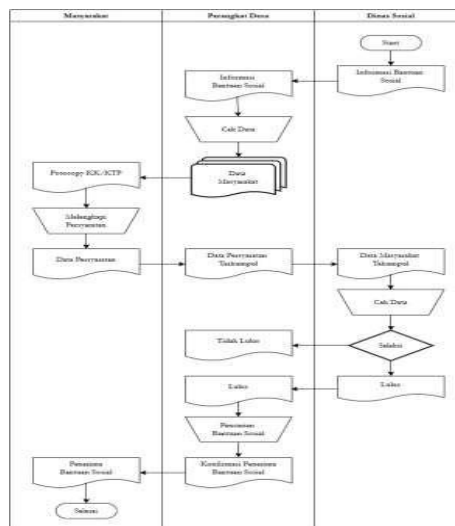 Masyarakat
Perangkat Desa
Dinas Sosial
Start
Informasi Bantuan
Sosial
Informasi
Bantuan Sosial
Cek Data
Data
Masyarakat
Fotocopy KK/KTP
Melengkapi
Persyaratan
Data Persyaratan
Data Persyaratan
Terkumpul
Data Masyarakat
Terkumpul
Cek Data
Seleksi
Tidak Lulus
Lulus
Lulus
Bantuan Sosial
Konfirmasi Penerima
Bantuan Sosial
Penerima
Bantuan Sosial
Selesai